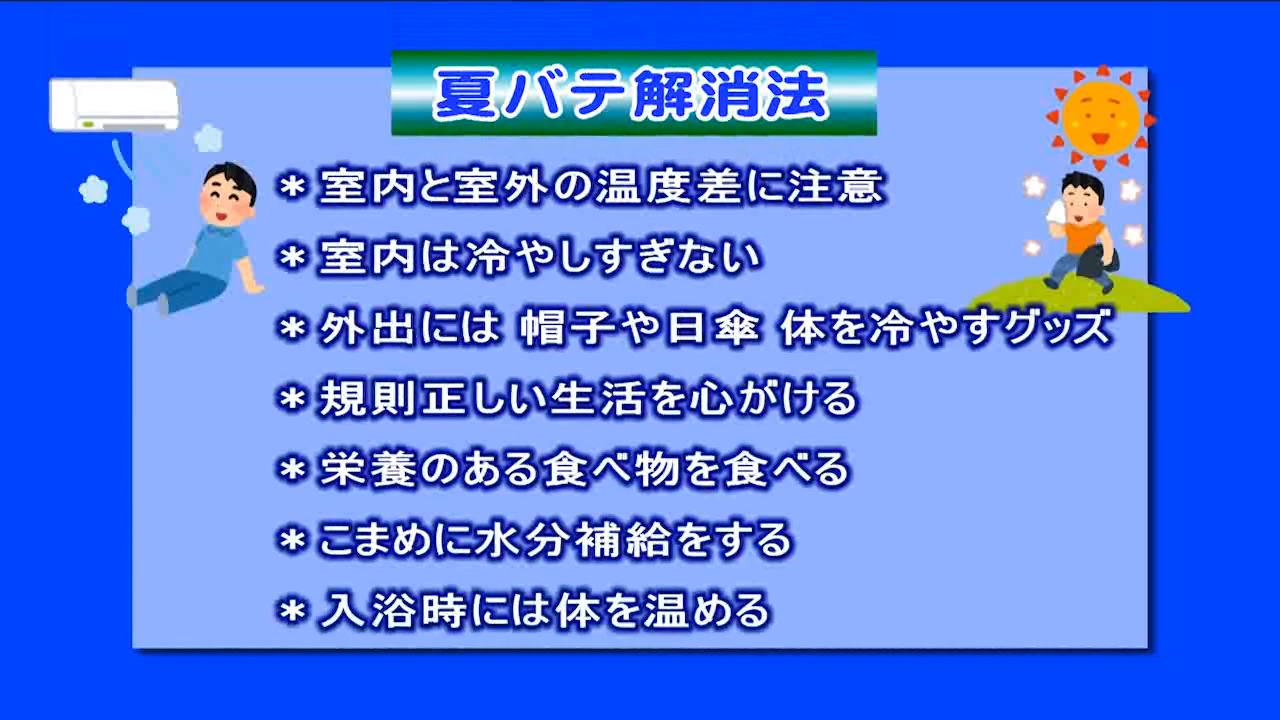 夏バテ解消法
* 室内と室外の温度差に注意
* 室内は冷やしすぎない
* 外出には 帽子や日傘 体を冷やすグッズ
* 規則正しい生活を心がける
* 栄養のある食べ物を食べる
* こまめに水分補給をする
* 入浴時には体を温める